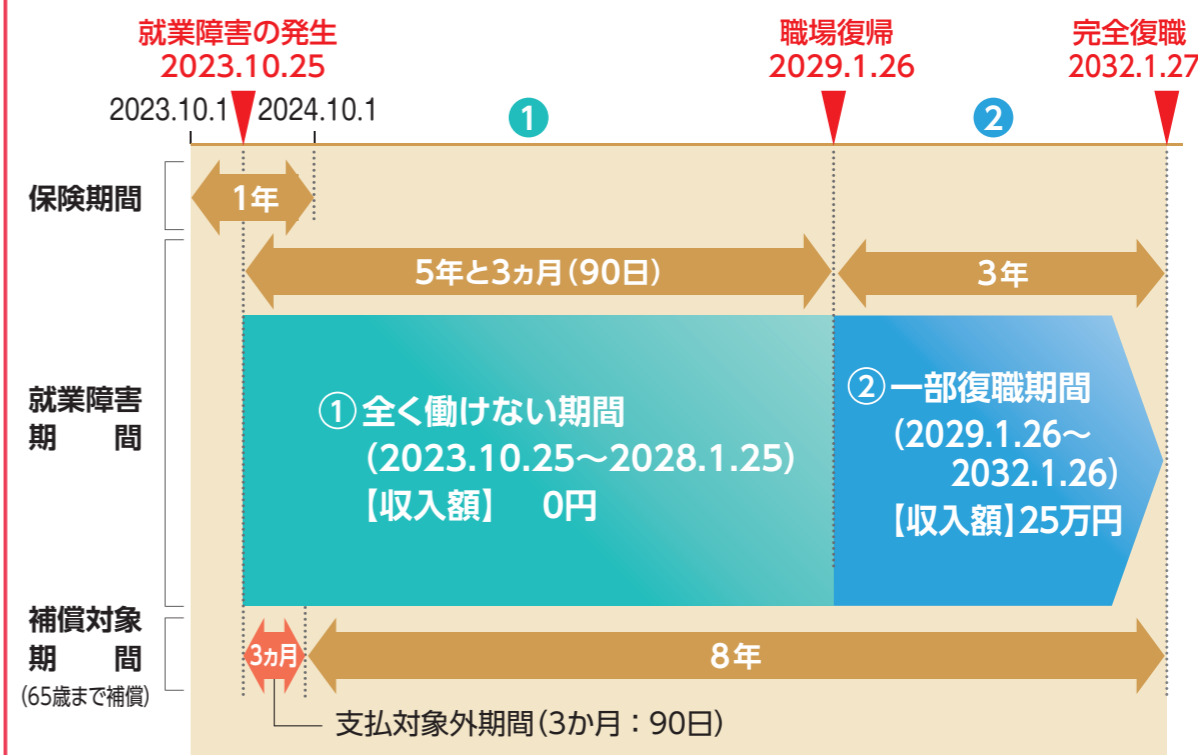 就業障害の発生
2023.10.25
職場復帰
2029.1.26
完全復職
2032.1.27
2023.10.1
2024.10.1
①
②
保険期間
1年
5年と3ヵ月(90日)
3年
就業障害
期　間
①全く働けない期間
(2023.10.25～2028.1.25)
【収入額】　0円
②一部復職期間
(2029.1.26～
2032.1.26)
【収入額】25万円
補償対象
期　間
(65歳まで補償)
3ヵ月
8年
支払対象外期間(3か月：90日)